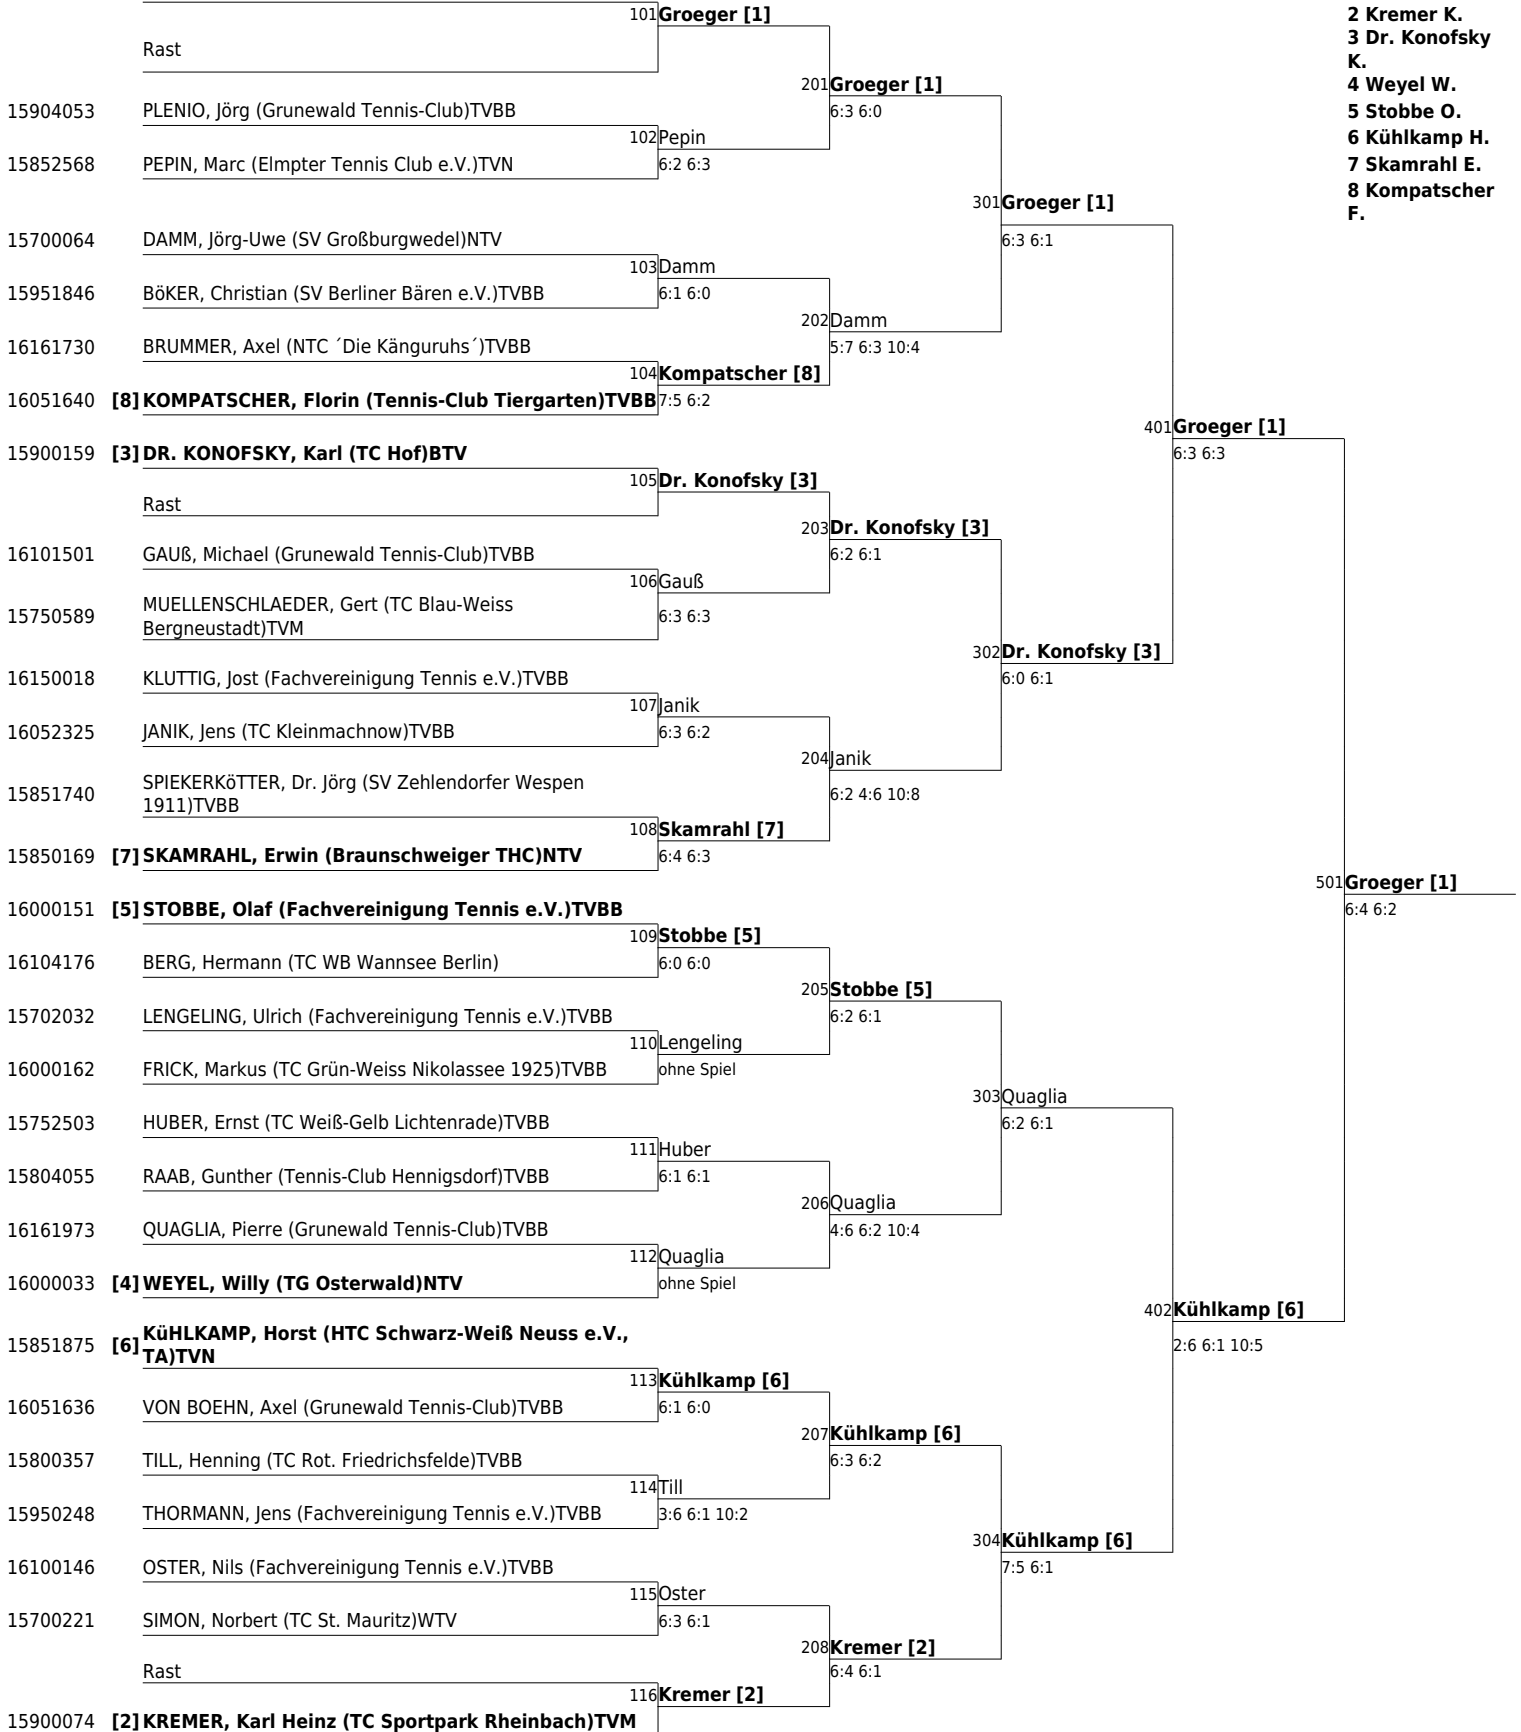 101 Groeger [1]
2 Kremer K.
3 Dr. Konofsky
K.
Rast
201 Groeger [1]
4 Weyel W.
15904053 PLENIO, Jörg (Grunewald Tennis-Club)TVBB
6:3 6:0
5 Stobbe O.
102 Pepin
6 Kühlkamp H.
15852568 PEPIN, Marc (Elmpter Tennis Club e.V.)TVN
6:2 6:3
7 Skamrahl E.
8 Kompatscher
F.
301 Groeger [1]
15700064 DAMM, Jörg-Uwe (SV Großburgwedel)NTV
6:3 6:1
103 Damm
15951846 BöKER, Christian (SV Berliner Bären e.V.)TVBB
6:1 6:0
202 Damm
16161730 BRUMMER, Axel (NTC ´Die Känguruhs´)TVBB
5:7 6:3 10:4
104 Kompatscher [8]
16051640 [8] KOMPATSCHER, Florin (Tennis-Club Tiergarten)TVBB
7:5 6:2
401 Groeger [1]
15900159 [3] DR. KONOFSKY, Karl (TC Hof)BTV
6:3 6:3
105 Dr. Konofsky [3]
Rast
203 Dr. Konofsky [3]
16101501 GAUß, Michael (Grunewald Tennis-Club)TVBB
6:2 6:1
106 Gauß
15750589 MUELLENSCHLAEDER, Gert (TC Blau-Weiss
Bergneustadt)TVM
6:3 6:3
302 Dr. Konofsky [3]
16150018 KLUTTIG, Jost (Fachvereinigung Tennis e.V.)TVBB
6:0 6:1
107 Janik
16052325 JANIK, Jens (TC Kleinmachnow)TVBB
6:3 6:2
204 Janik
15851740 SPIEKERKöTTER, Dr. Jörg (SV Zehlendorfer Wespen
1911)TVBB
6:2 4:6 10:8
108 Skamrahl [7]
15850169 [7] SKAMRAHL, Erwin (Braunschweiger THC)NTV
6:4 6:3
501 Groeger [1]
16000151 [5] STOBBE, Olaf (Fachvereinigung Tennis e.V.)TVBB
6:4 6:2
109 Stobbe [5]
16104176 BERG, Hermann (TC WB Wannsee Berlin)
6:0 6:0
205 Stobbe [5]
15702032 LENGELING, Ulrich (Fachvereinigung Tennis e.V.)TVBB
6:2 6:1
110 Lengeling
16000162 FRICK, Markus (TC Grün-Weiss Nikolassee 1925)TVBB
ohne Spiel
303 Quaglia
15752503 HUBER, Ernst (TC Weiß-Gelb Lichtenrade)TVBB
6:2 6:1
111 Huber
15804055 RAAB, Gunther (Tennis-Club Hennigsdorf)TVBB
6:1 6:1
206 Quaglia
16161973 QUAGLIA, Pierre (Grunewald Tennis-Club)TVBB
4:6 6:2 10:4
112 Quaglia
16000033 [4] WEYEL, Willy (TG Osterwald)NTV
ohne Spiel
402 Kühlkamp [6]
15851875 [6] KüHLKAMP, Horst (HTC Schwarz-Weiß Neuss e.V.,
TA)TVN
2:6 6:1 10:5
113 Kühlkamp [6]
16051636 VON BOEHN, Axel (Grunewald Tennis-Club)TVBB
6:1 6:0
207 Kühlkamp [6]
15800357 TILL, Henning (TC Rot. Friedrichsfelde)TVBB
6:3 6:2
114 Till
15950248 THORMANN, Jens (Fachvereinigung Tennis e.V.)TVBB
3:6 6:1 10:2
304 Kühlkamp [6]
16100146 OSTER, Nils (Fachvereinigung Tennis e.V.)TVBB
7:5 6:1
115 Oster
15700221 SIMON, Norbert (TC St. Mauritz)WTV
6:3 6:1
208 Kremer [2]
Rast
6:4 6:1
116 Kremer [2]
15900074 [2] KREMER, Karl Heinz (TC Sportpark Rheinbach)TVM